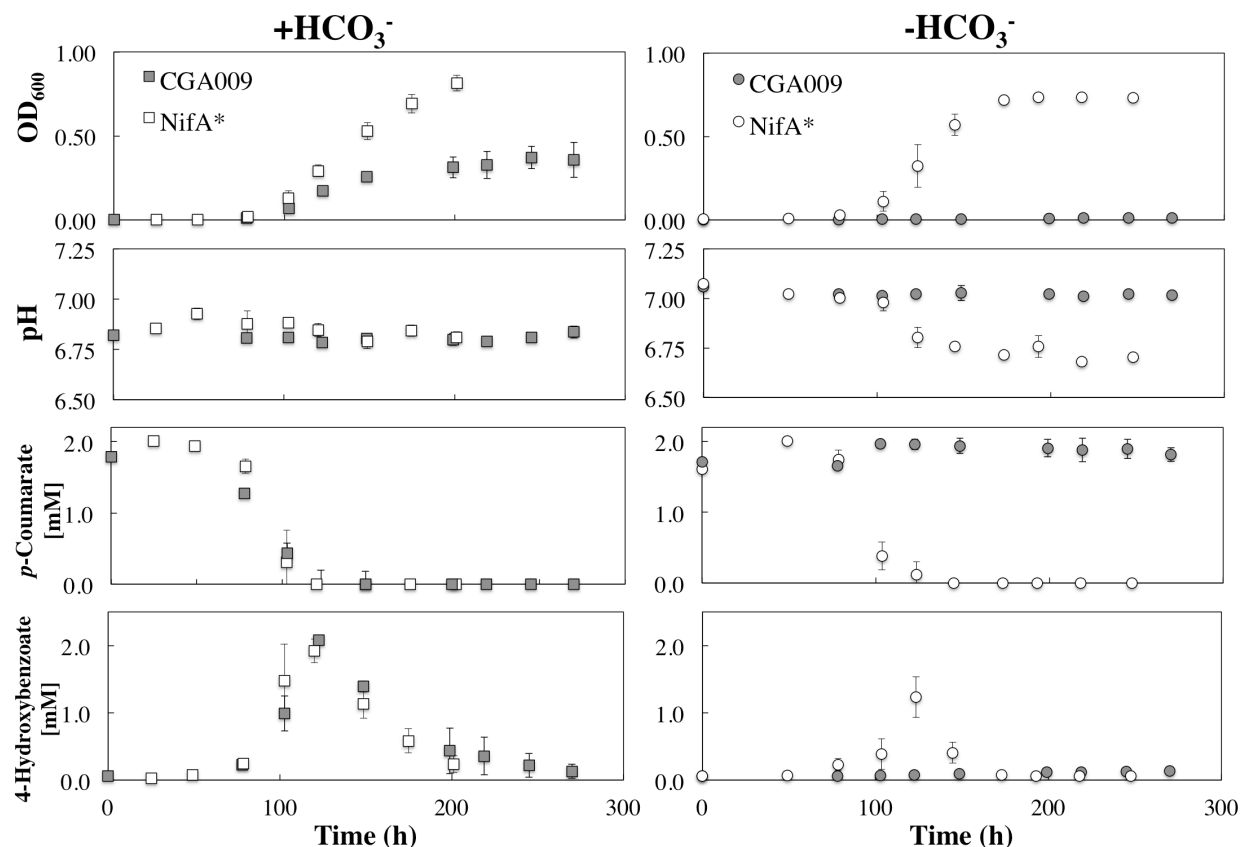 +HCO₃⁻
-HCO₃⁻
OD₆₀₀
1.00
0.50
0.00
CGA009
NifA*
1.00
0.50
0.00
CGA009
NifA*
pH
7.25
7.00
6.75
6.50
7.25
7.00
6.75
6.50
p-Coumarate
[mM]
2.0
1.0
0.0
2.0
1.0
0.0
4-Hydroxybenzoate
[mM]
2.0
1.0
0.0
2.0
1.0
0.0
0
100
200
300
0
100
200
300
Time (h)
Time (h)